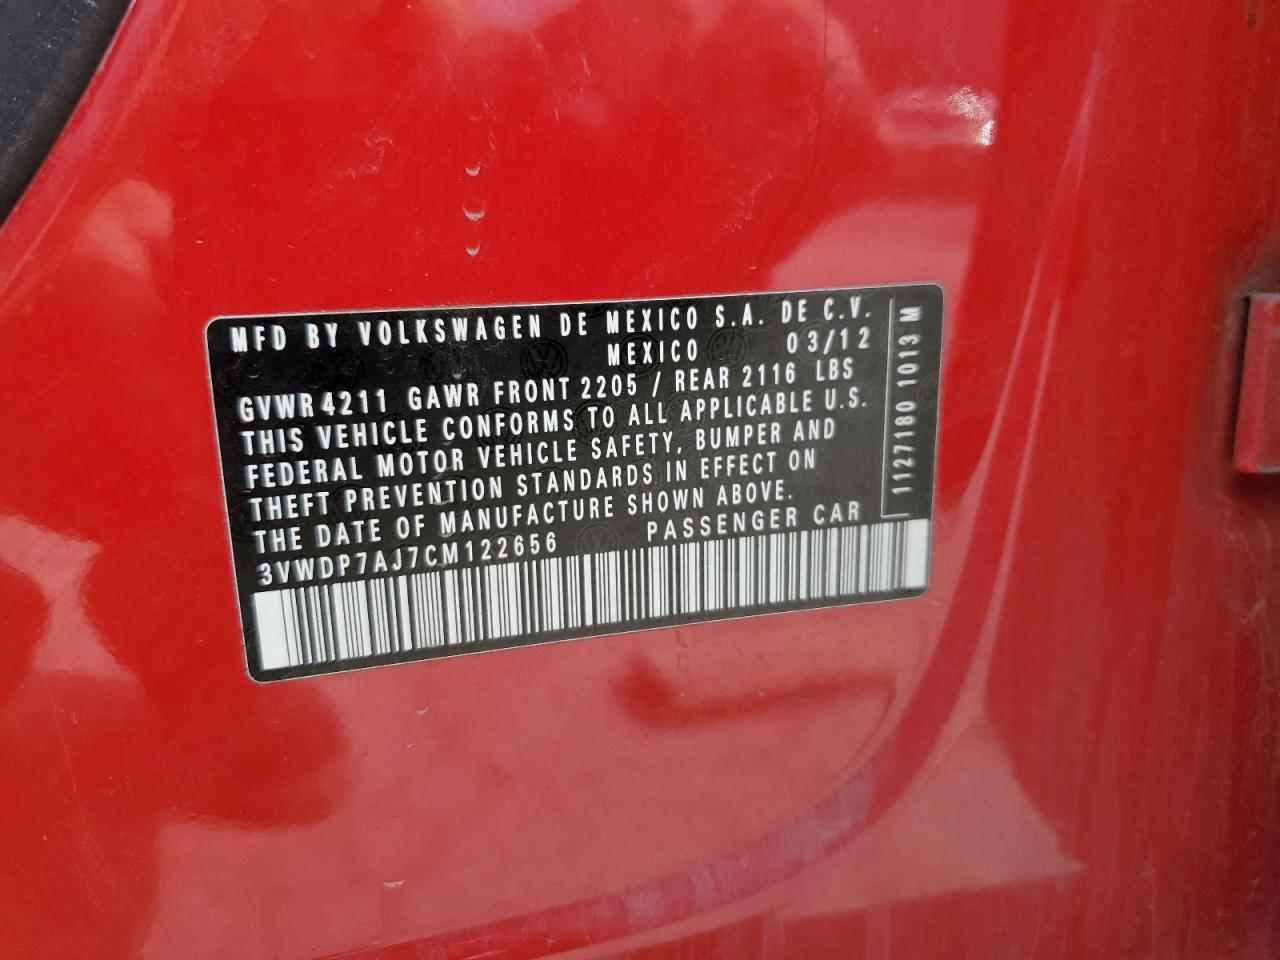 MFD BY VOLKSWAGEN DE MEXICO S.A. DE C.V.
MEXICO 03/12
GVWR 4211 GAWR FRONT 2205 / REAR 2116 LBS
THIS VEHICLE CONFORMS TO ALL APPLICABLE U.S.
FEDERAL MOTOR VEHICLE SAFETY, BUMPER AND
THEFT PREVENTION STANDARDS IN EFFECT ON
THE DATE OF MANUFACTURE SHOWN ABOVE.
3VWDP7AJ7CM122656 PASSENGER CAR
1127180 1013 M